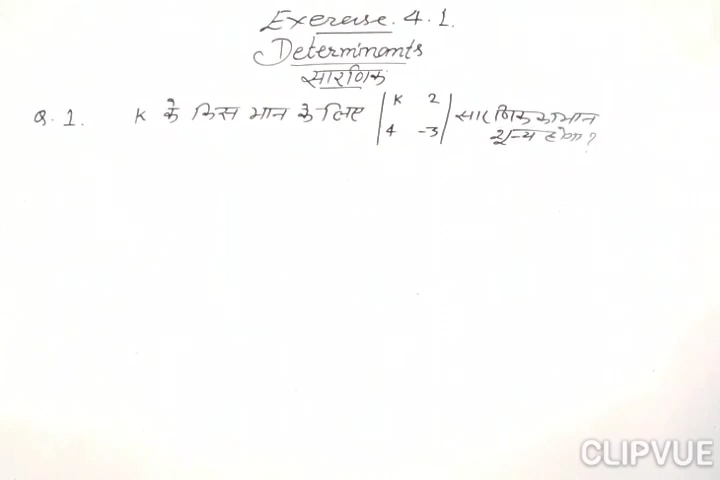 Exercise. 4.1.
Determinants
सारणिक
Q.1. K के किस मान के लिए | K 2 | सारणिक का मान
| 4 -3 | शून्य होगा?
CLIPVUE